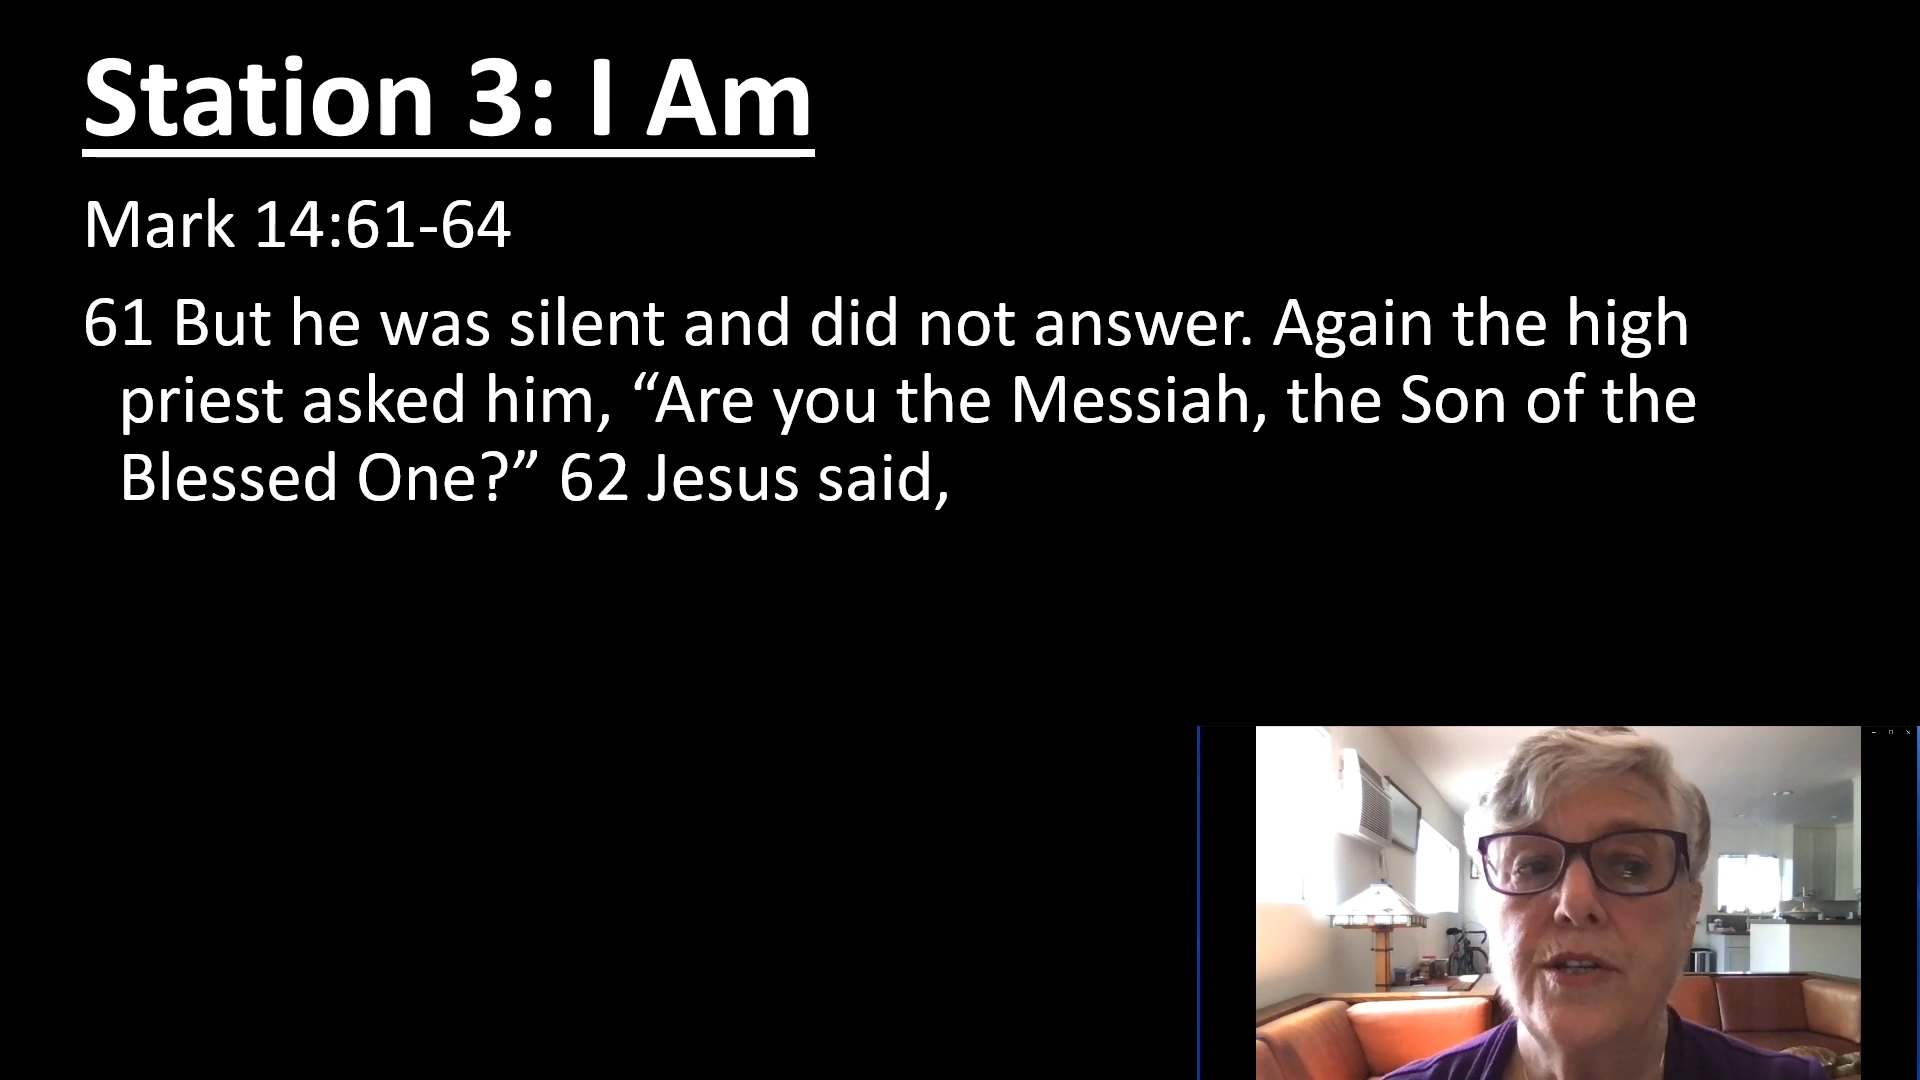 Station 3: I Am
Mark 14:61-64
61 But he was silent and did not answer. Again the high
priest asked him, “Are you the Messiah, the Son of the
Blessed One?” 62 Jesus said,